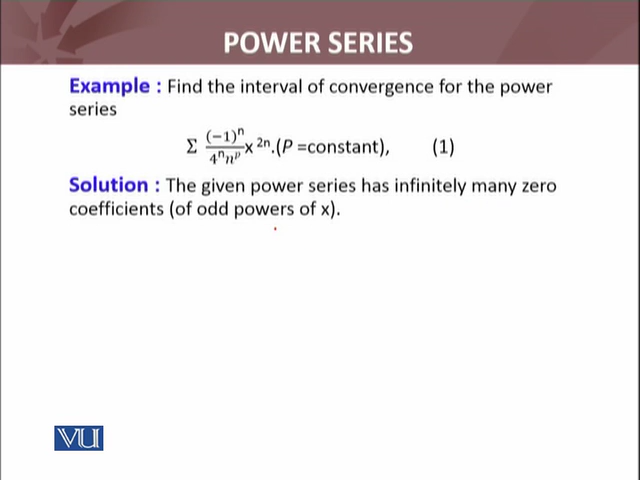 POWER SERIES
Example : Find the interval of convergence for the power
series
Σ (−1)ⁿ/4ⁿnᵖ x ²ⁿ.(P =constant), (1)
Solution : The given power series has infinitely many zero
coefficients (of odd powers of x).
VU